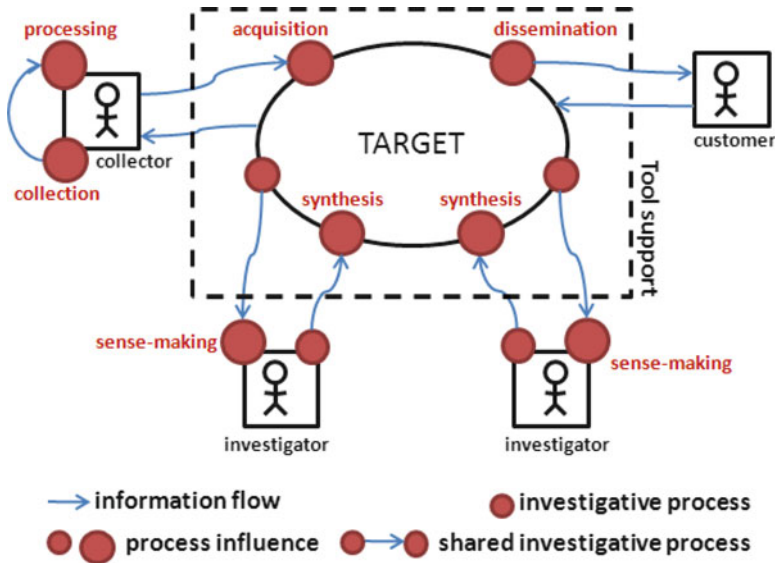 processing
acquisition
dissemination
collector
TARGET
customer
collection
synthesis
synthesis
Tool support
sense-making
sense-making
investigator
investigator
information flow
investigative process
process influence
shared investigative process